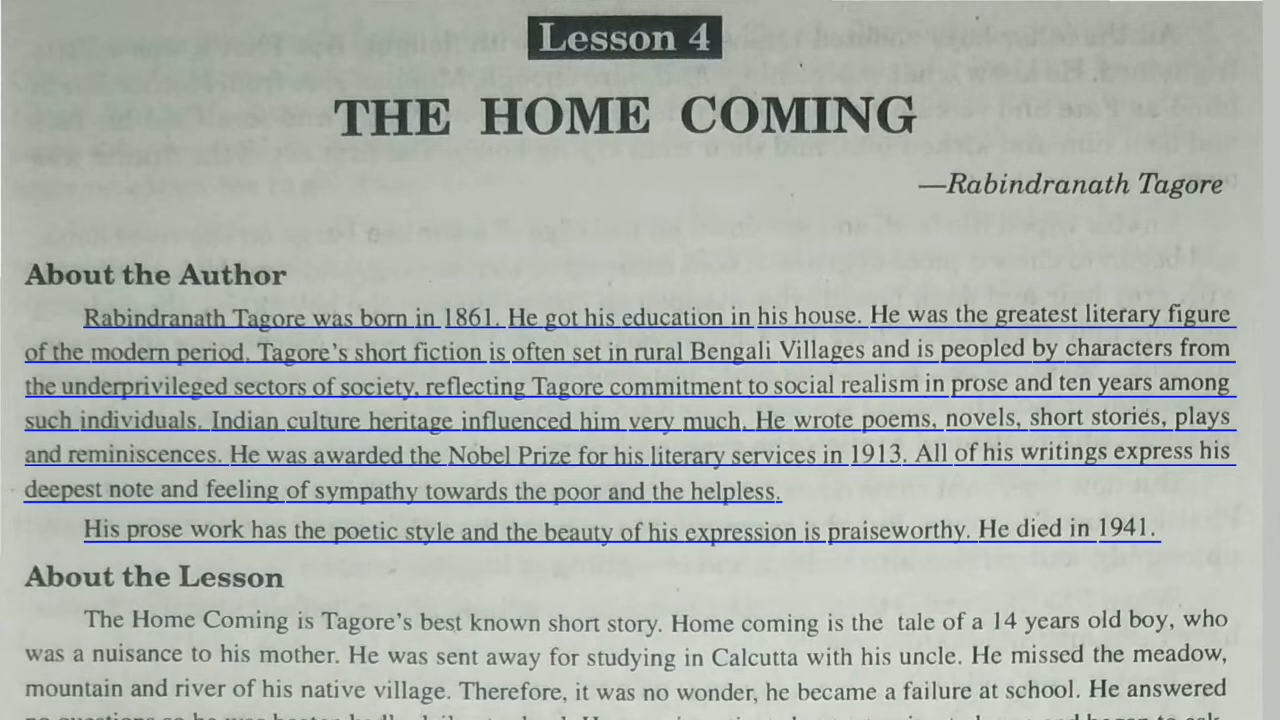 Lesson 4
THE HOME COMING
—Rabindranath Tagore
About the Author
Rabindranath Tagore was born in 1861. He got his education in his house. He was the greatest literary figure
of the modern period. Tagore's short fiction is often set in rural Bengali Villages and is peopled by characters from
the underprivileged sectors of society, reflecting Tagore commitment to social realism in prose and ten years among
such individuals. Indian culture heritage influenced him very much. He wrote poems, novels, short stories, plays
and reminiscences. He was awarded the Nobel Prize for his literary services in 1913. All of his writings express his
deepest note and feeling of sympathy towards the poor and the helpless.
His prose work has the poetic style and the beauty of his expression is praiseworthy. He died in 1941.
About the Lesson
The Home Coming is Tagore's best known short story. Home coming is the tale of a 14 years old boy, who
was a nuisance to his mother. He was sent away for studying in Calcutta with his uncle. He missed the meadow,
mountain and river of his native village. Therefore, it was no wonder, he became a failure at school. He answered